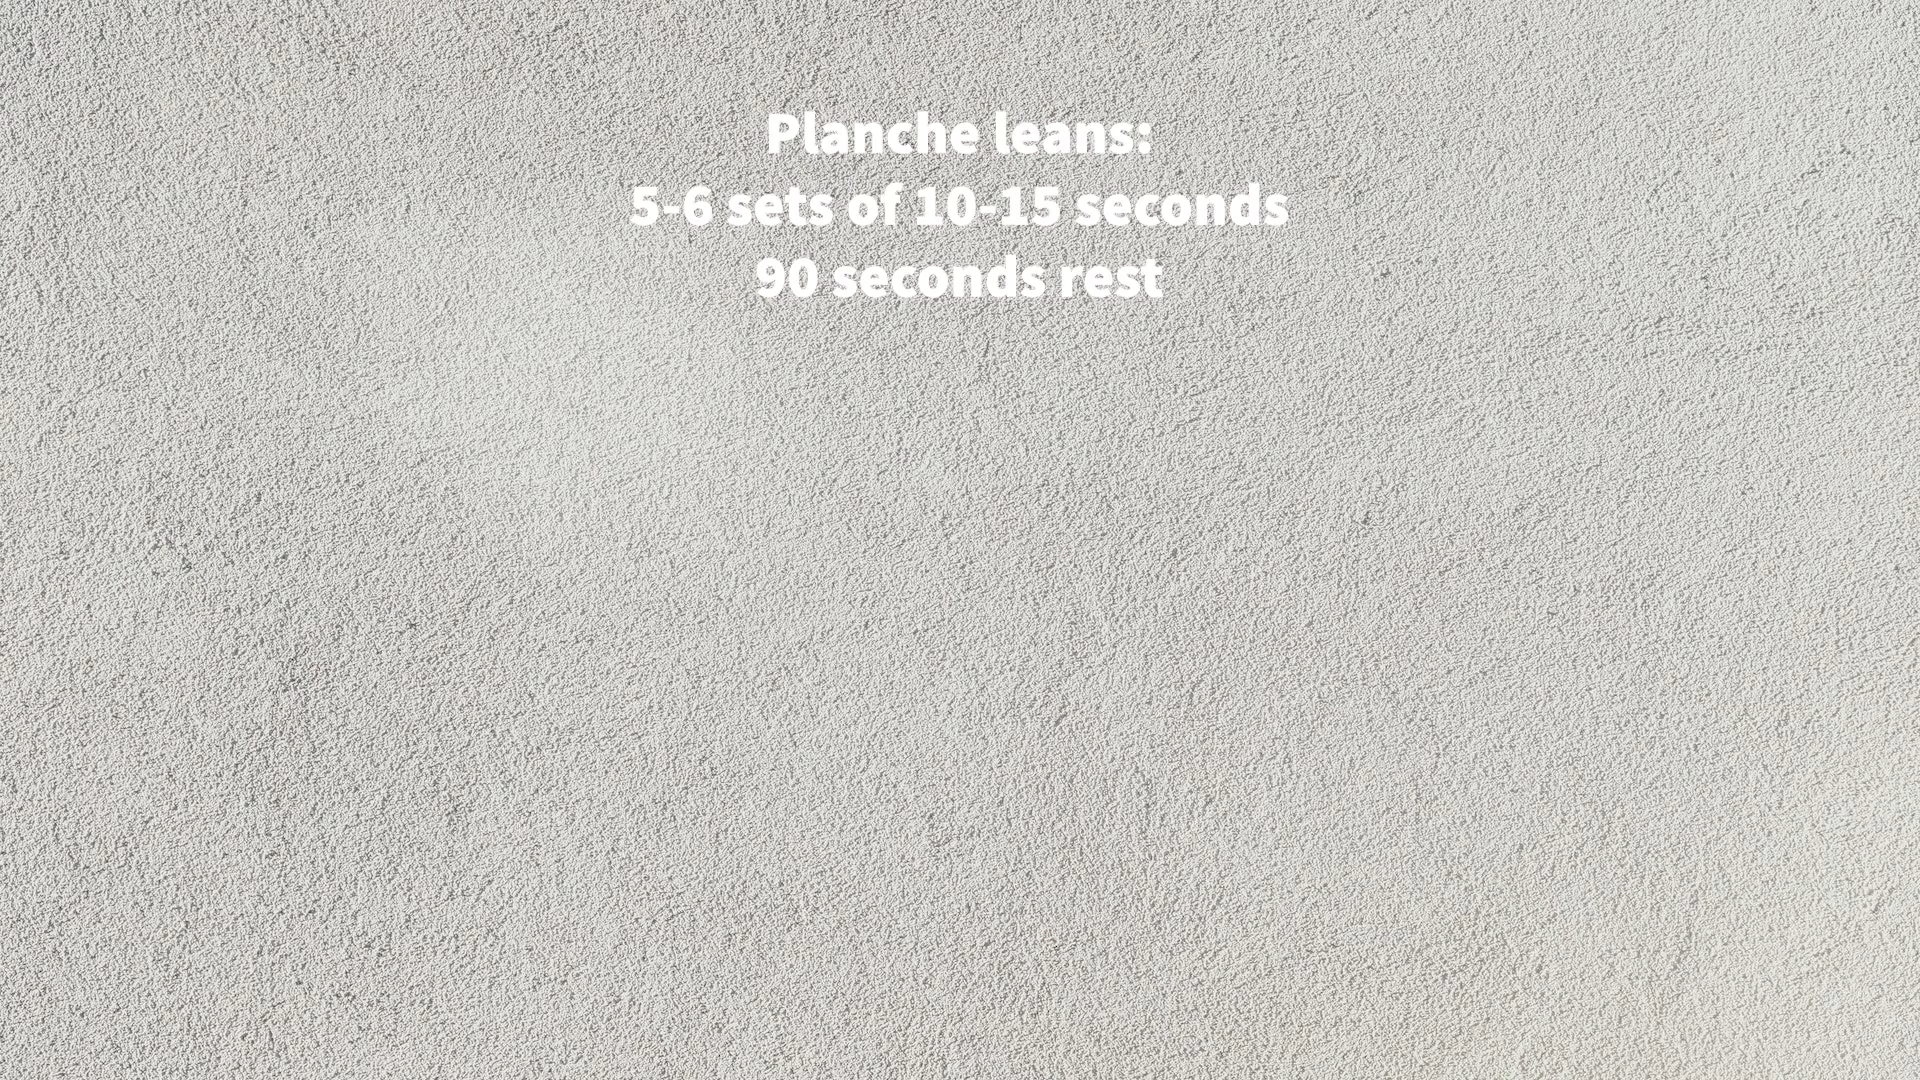 Planche leans:
5-6 sets of 10-15 seconds
90 seconds rest